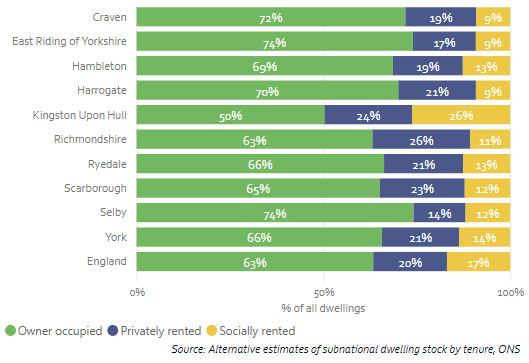 Craven 72% 19% 9%
East Riding of Yorkshire 74% 17% 9%
Hambleton 69% 19% 13%
Harrogate 70% 21% 9%
Kingston Upon Hull 50% 24% 26%
Richmondshire 63% 26% 11%
Ryedale 66% 21% 13%
Scarborough 65% 23% 12%
Selby 74% 14% 12%
York 66% 21% 14%
England 63% 20% 17%
0% 50% 100%
% of all dwellings
Owner occupied Privately rented Socially rented
Source: Alternative estimates of subnational dwelling stock by tenure, ONS